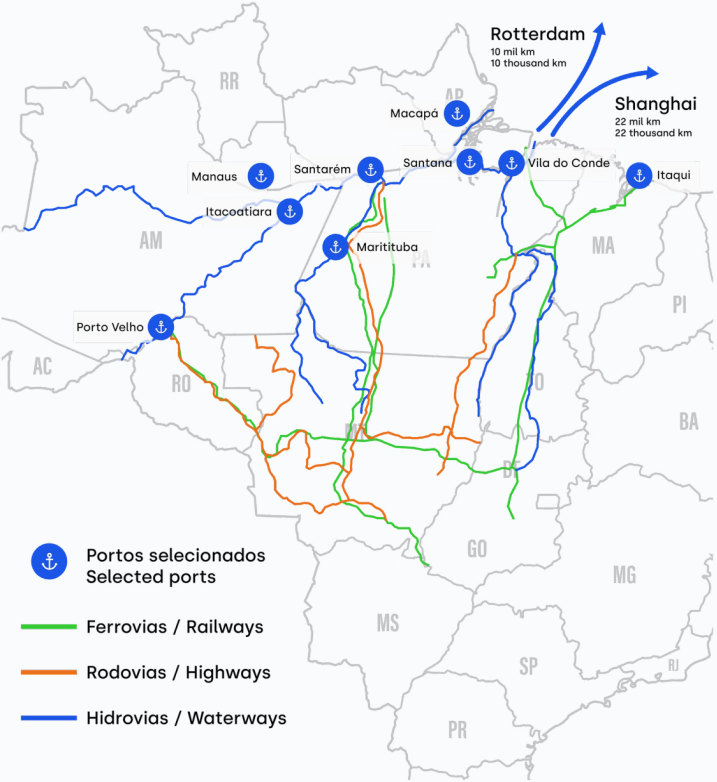 Rotterdam
10 mil km
10 thousand km
Shanghai
22 mil km
22 thousand km
RR
AP
Macapá
Manaus
Santarém
Santana
Vila do Conde
Itaqui
Itacoatiara
AM
Maritituba
PA
MA
PI
Porto Velho
AC
RO
TO
MT
BA
DF
GO
MG
MS
SP
RJ
PR
Portos selecionados
Selected ports
Ferrovias / Railways
Rodovias / Highways
Hidrovias / Waterways